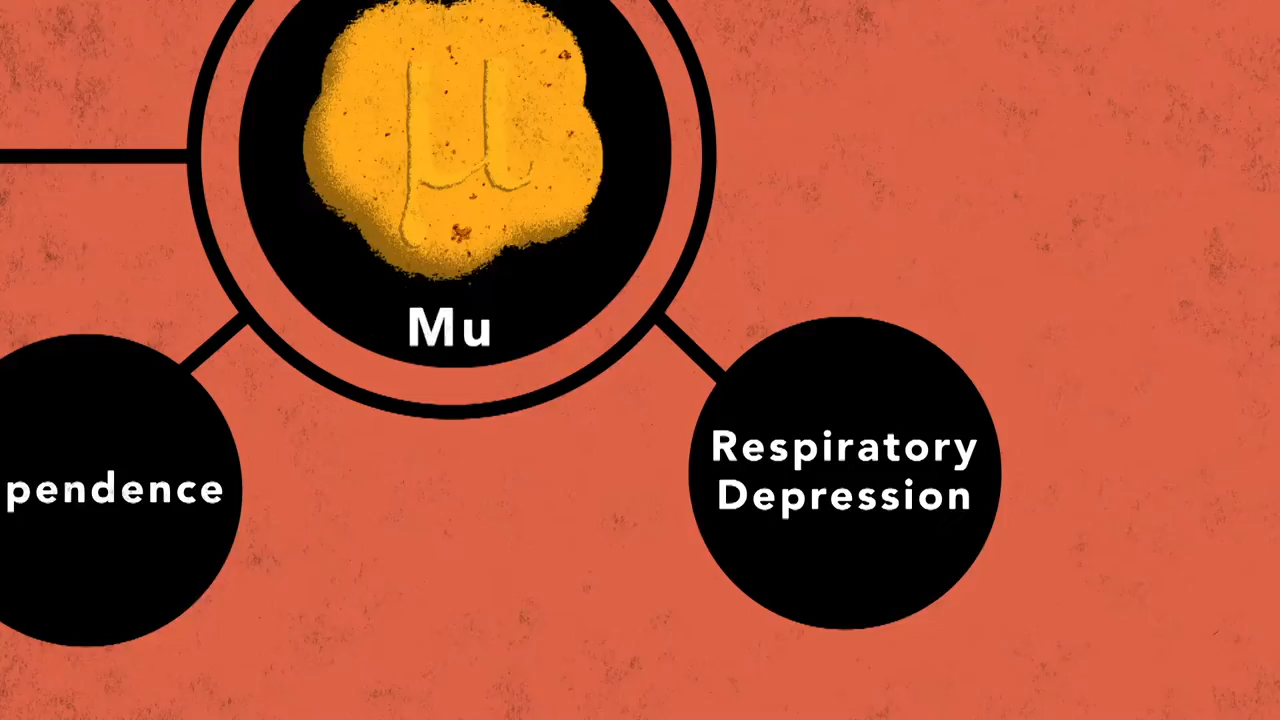 μ
Mu
Respiratory
Depression
pendence